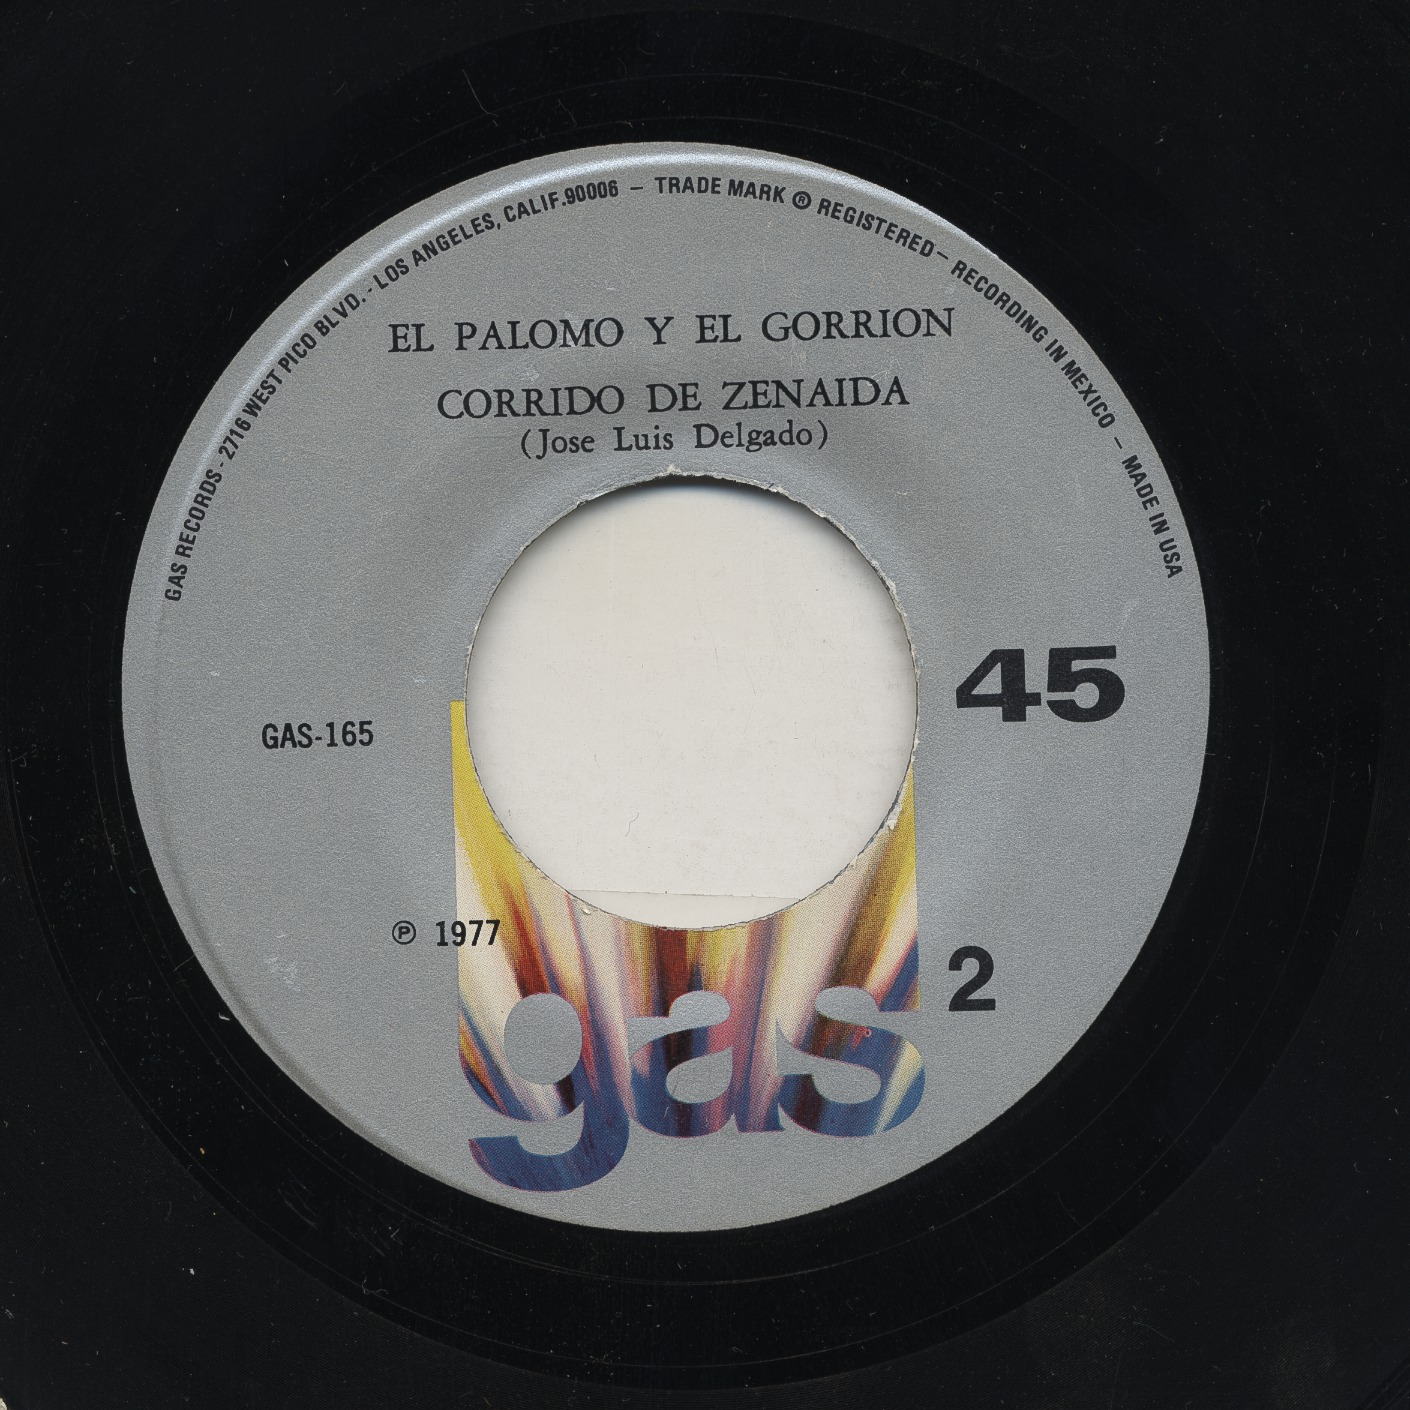 GAS RECORDS - 2716 WEST PICO BLVD. - LOS ANGELES, CALIF.90006 – TRADE MARK ® REGISTERED – RECORDING IN MEXICO – MADE IN USA
EL PALOMO Y EL GORRION
CORRIDO DE ZENAIDA
(Jose Luis Delgado)
45
GAS-165
℗ 1977
2
gas